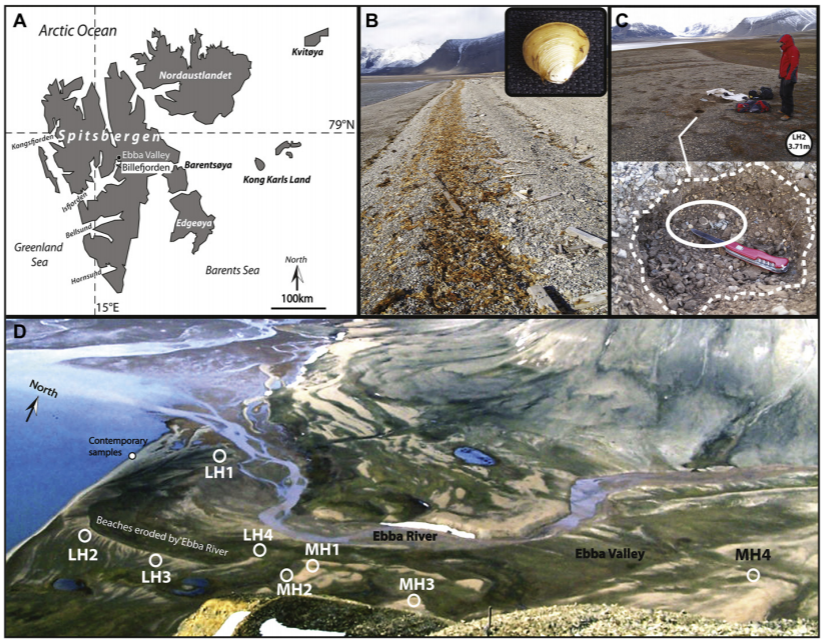 A
Arctic Ocean
Kvitøya
Nordaustlandet
79°N
Kongsfjorden
Spitsbergen
Ebba Valley
Billefjorden
Barentsøya
Kong Karls Land
Isfjorden
Edgeøya
Bellsund
Greenland
Sea
Hornsund
Barents Sea
North
100km
15°E
B
C
LH2
3.71m
D
North
Contemporary
samples
LH1
Beaches eroded by Ebba River
Ebba River
LH2
LH4
Ebba Valley
LH3
MH1
MH2
MH3
MH4